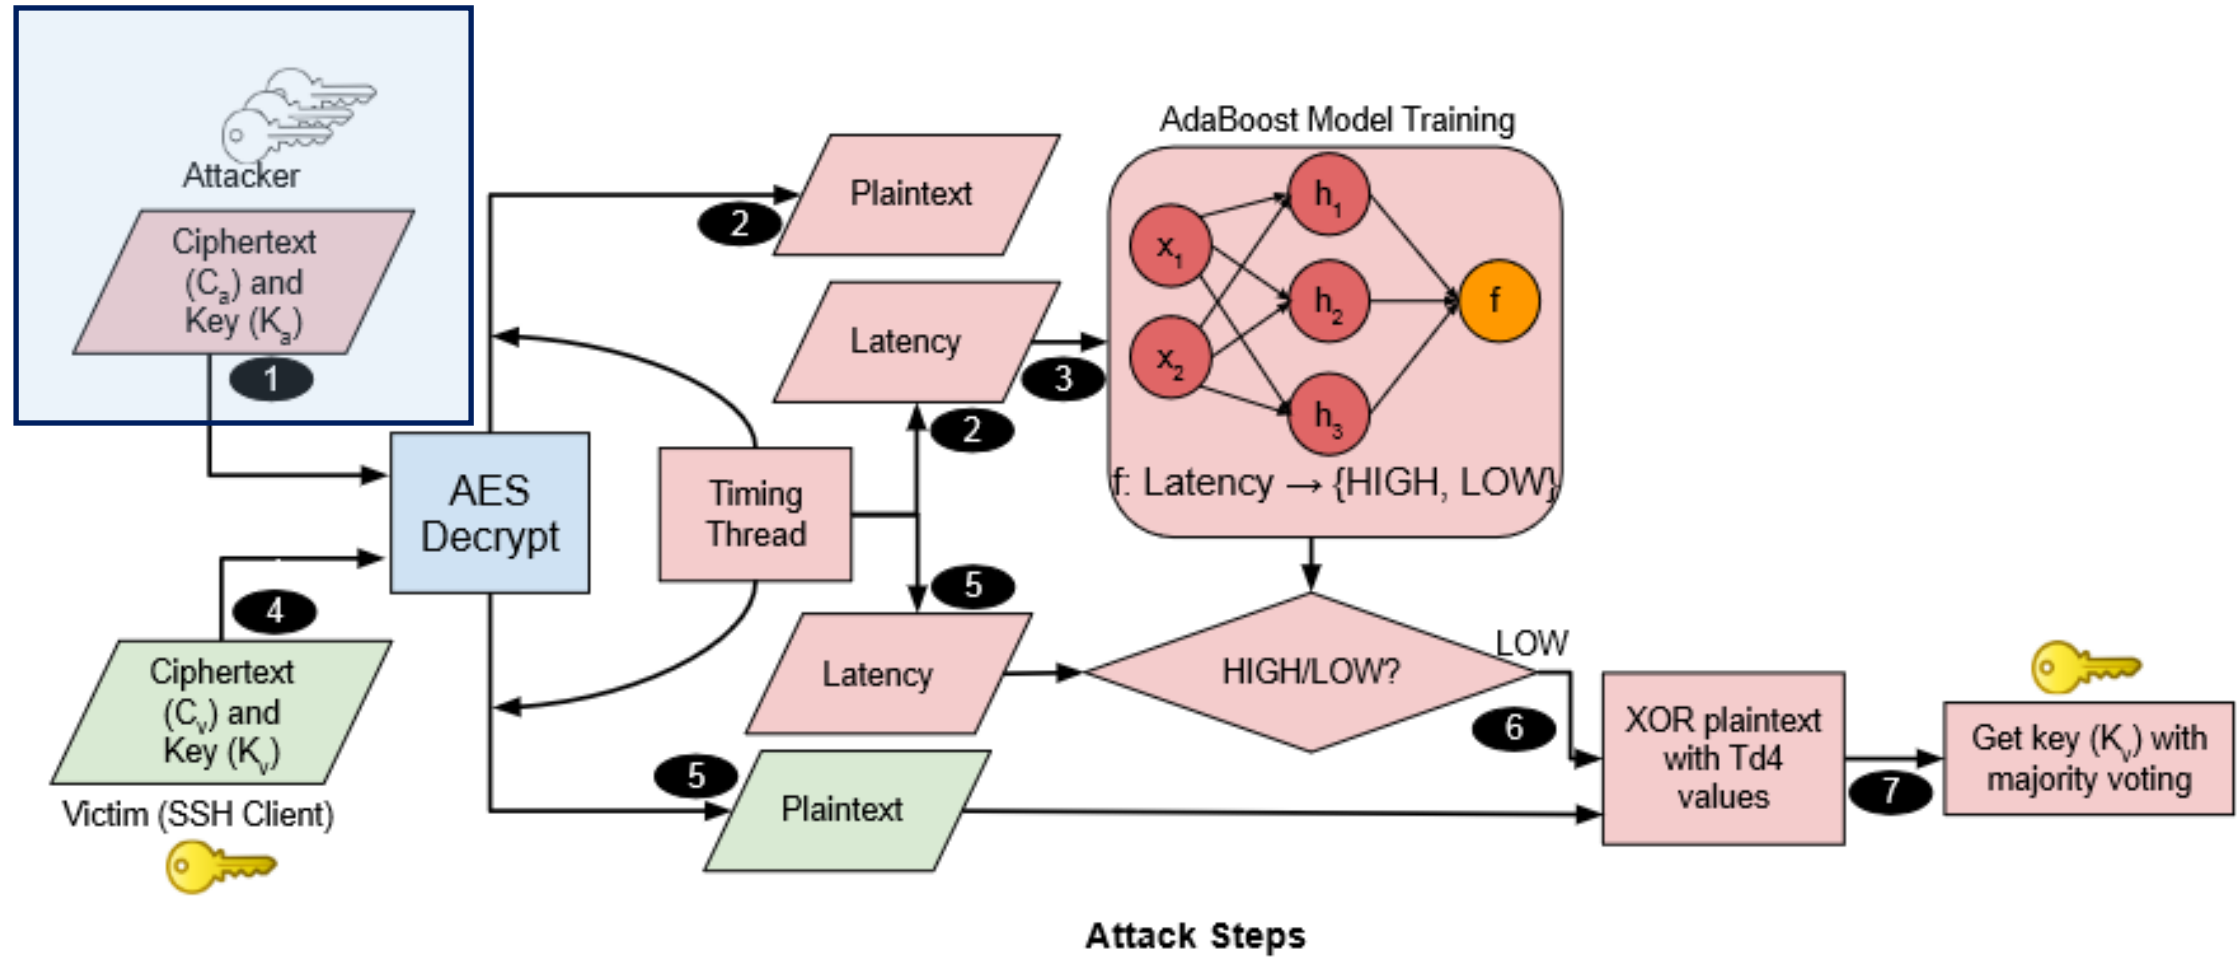 Attacker
Ciphertext
(Cₐ) and
Key (Kₐ)
1
AES
Decrypt
4
Ciphertext
(Cᵥ) and
Key (Kᵥ)
Victim (SSH Client)
Plaintext
2
Latency
2
3
Timing
Thread
5
Latency
5
Plaintext
AdaBoost Model Training
x₁
x₂
h₁
h₂
h₃
f
f: Latency → {HIGH, LOW}
HIGH/LOW?
LOW
6
XOR plaintext
with Td4
values
7
Get key (Kᵥ) with
majority voting
Attack Steps